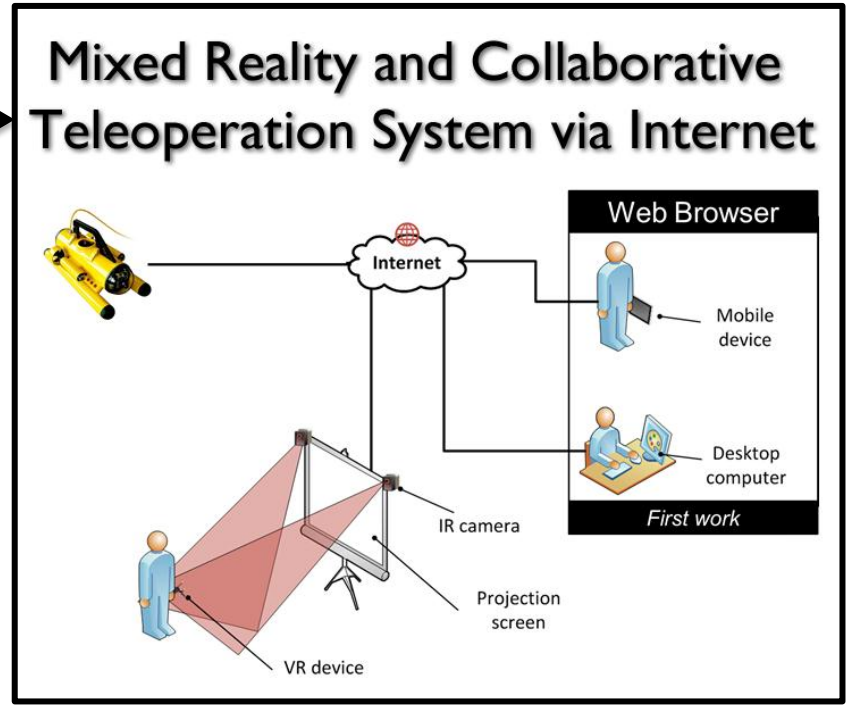 Mixed Reality and Collaborative
Teleoperation System via Internet
Web Browser
Internet
Mobile
device
Desktop
computer
First work
IR camera
Projection
screen
VR device